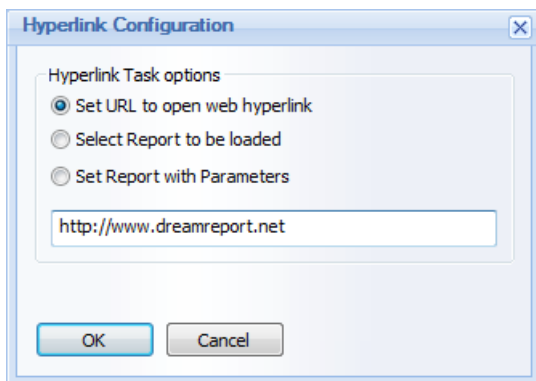 Hyperlink Configuration
Hyperlink Task options
Set URL to open web hyperlink
Select Report to be loaded
Set Report with Parameters
http://www.dreamreport.net
OK Cancel